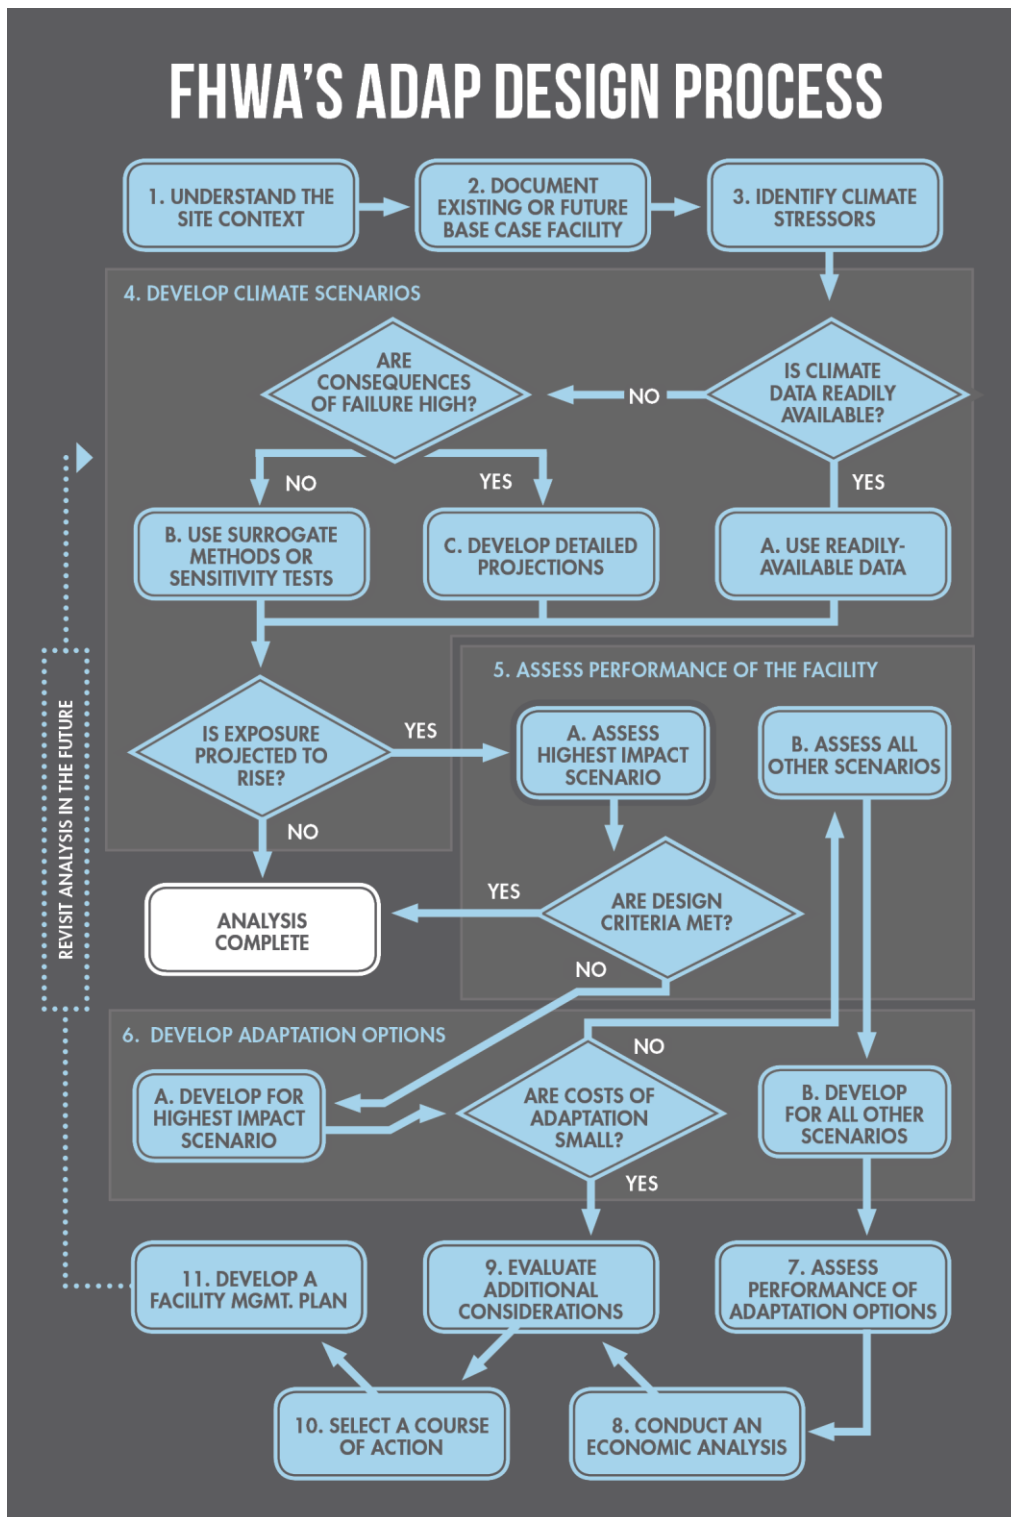 FHWA'S ADAP DESIGN PROCESS
1. UNDERSTAND THE
SITE CONTEXT
2. DOCUMENT
EXISTING OR FUTURE
BASE CASE FACILITY
3. IDENTIFY CLIMATE
STRESSORS
4. DEVELOP CLIMATE SCENARIOS
ARE
CONSEQUENCES
OF FAILURE HIGH?
NO
IS CLIMATE
DATA READILY
AVAILABLE?
NO
YES
YES
B. USE SURROGATE
METHODS OR
SENSITIVITY TESTS
C. DEVELOP DETAILED
PROJECTIONS
A. USE READILY-
AVAILABLE DATA
5. ASSESS PERFORMANCE OF THE FACILITY
IS EXPOSURE
PROJECTED TO
RISE?
YES
A. ASSESS
HIGHEST IMPACT
SCENARIO
B. ASSESS ALL
OTHER SCENARIOS
REVISIT ANALYSIS IN THE FUTURE
NO
ANALYSIS
COMPLETE
YES
ARE DESIGN
CRITERIA MET?
NO
6. DEVELOP ADAPTATION OPTIONS
NO
A. DEVELOP FOR
HIGHEST IMPACT
SCENARIO
ARE COSTS OF
ADAPTATION
SMALL?
B. DEVELOP
FOR ALL OTHER
SCENARIOS
YES
11. DEVELOP A
FACILITY MGMT. PLAN
9. EVALUATE
ADDITIONAL
CONSIDERATIONS
7. ASSESS
PERFORMANCE OF
ADAPTATION OPTIONS
10. SELECT A COURSE
OF ACTION
8. CONDUCT AN
ECONOMIC ANALYSIS